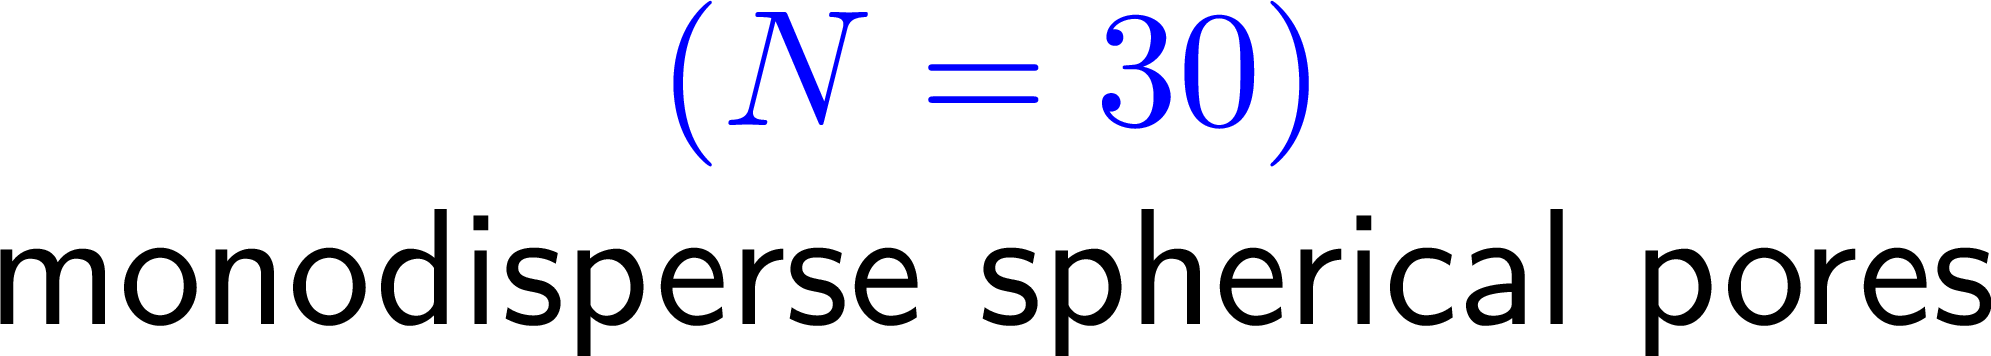 (N = 30)
monodisperse spherical pores